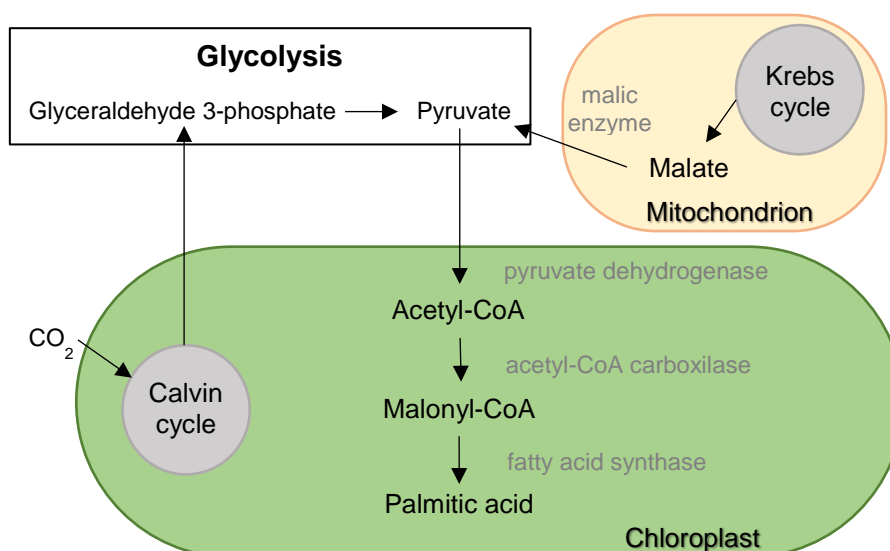 Glycolysis
Glyceraldehyde 3-phosphate
Pyruvate
malic
enzyme
Krebs
cycle
Malate
Mitochondrion
pyruvate dehydrogenase
Acetyl-CoA
CO2
acetyl-CoA carboxilase
Calvin
cycle
Malonyl-CoA
fatty acid synthase
Palmitic acid
Chloroplast